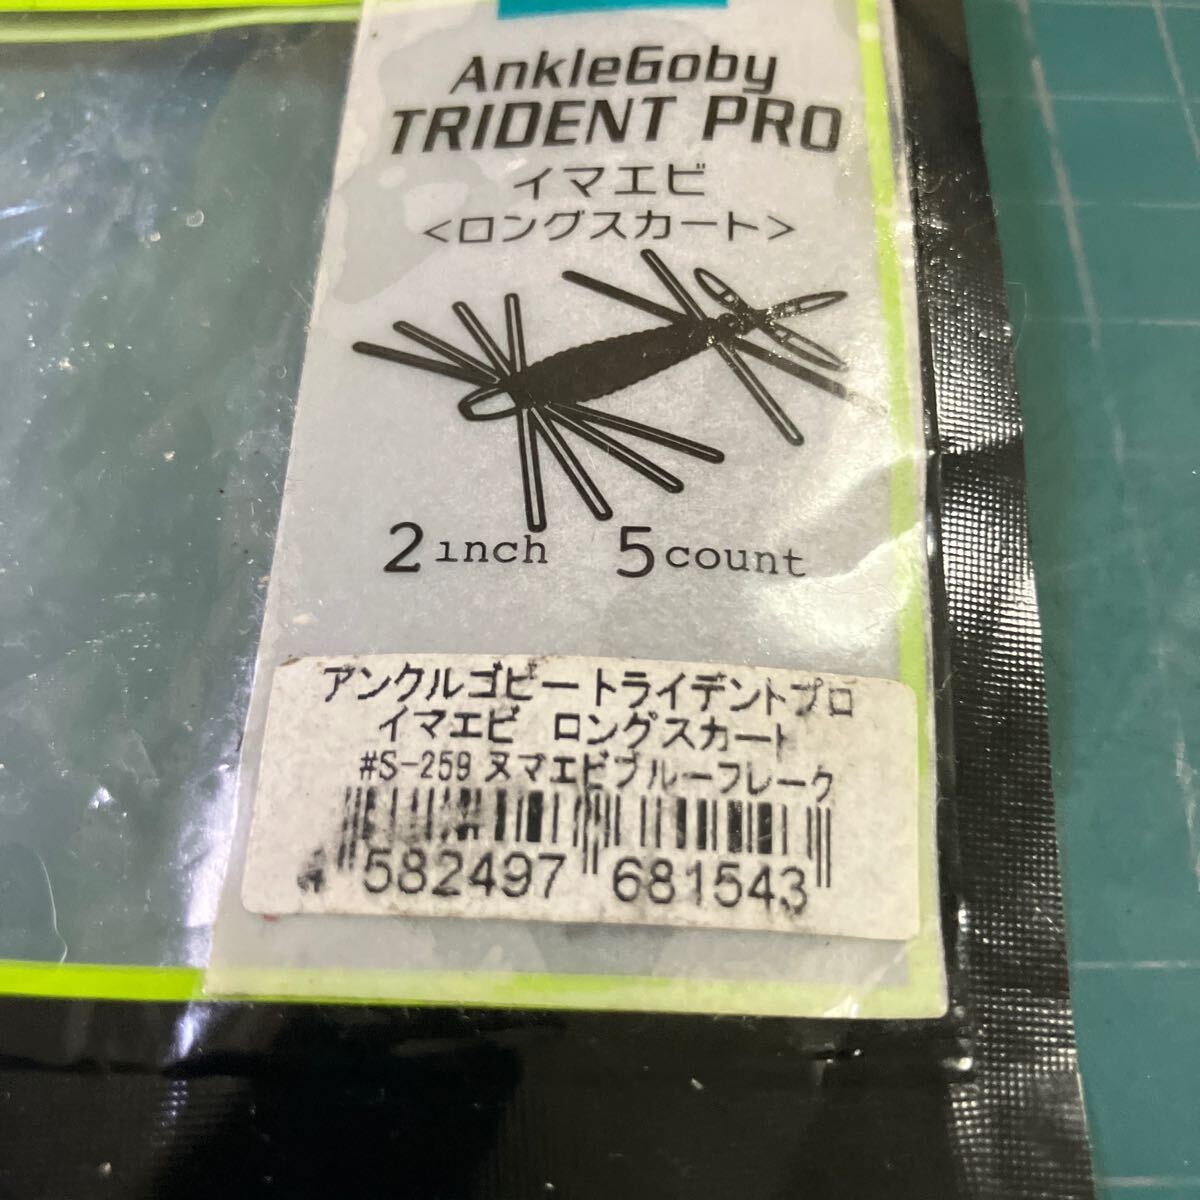 AnkleGoby
TRIDENT PRO
イマエビ
<ロングスカート>
2inch 5count
アンクルゴビートライデントプロ
イマエビ ロングスカート
#S-259 ヌマエビブルーフレーク
4 582497 681543